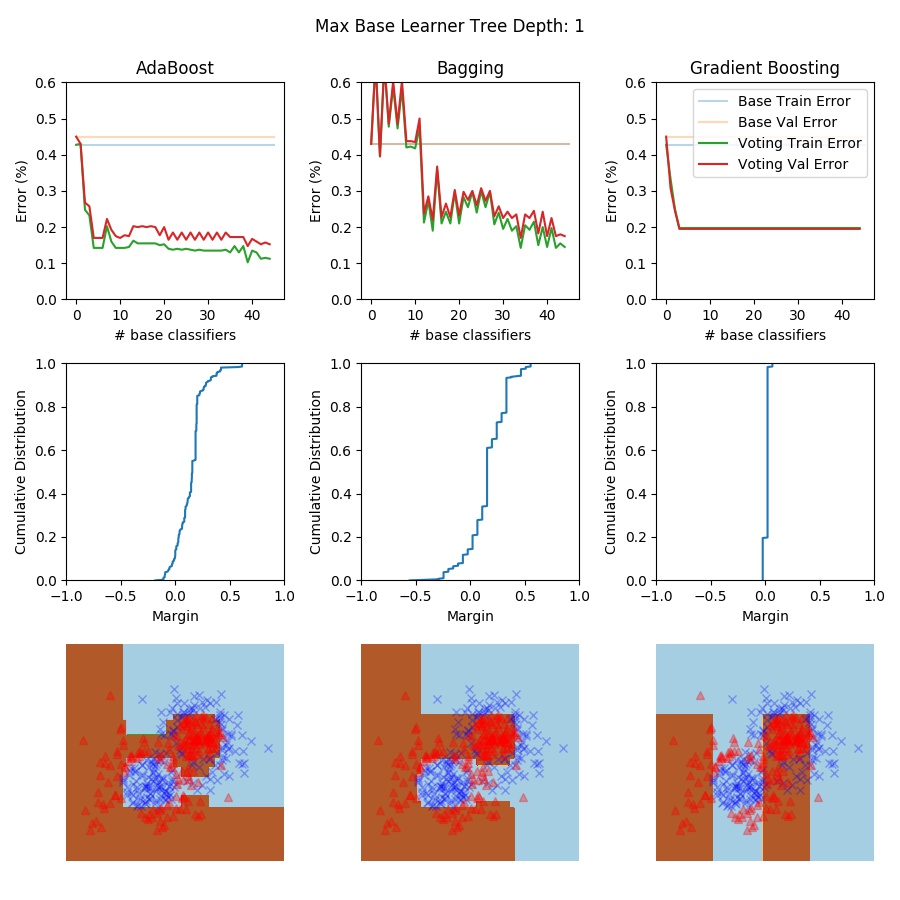 Max Base Learner Tree Depth: 1
AdaBoost
Bagging
Gradient Boosting
Error (%)
0.6
0.5
0.4
0.3
0.2
0.1
0.0
0 10 20 30 40
# base classifiers
Error (%)
0.6
0.5
0.4
0.3
0.2
0.1
0.0
0 10 20 30 40
# base classifiers
Error (%)
0.6
0.5
0.4
0.3
0.2
0.1
0.0
Base Train Error
Base Val Error
Voting Train Error
Voting Val Error
0 10 20 30 40
# base classifiers
Cumulative Distribution
1.0
0.8
0.6
0.4
0.2
0.0
−1.0 −0.5 0.0 0.5 1.0
Margin
Cumulative Distribution
1.0
0.8
0.6
0.4
0.2
0.0
−1.0 −0.5 0.0 0.5 1.0
Margin
Cumulative Distribution
1.0
0.8
0.6
0.4
0.2
0.0
−1.0 −0.5 0.0 0.5 1.0
Margin